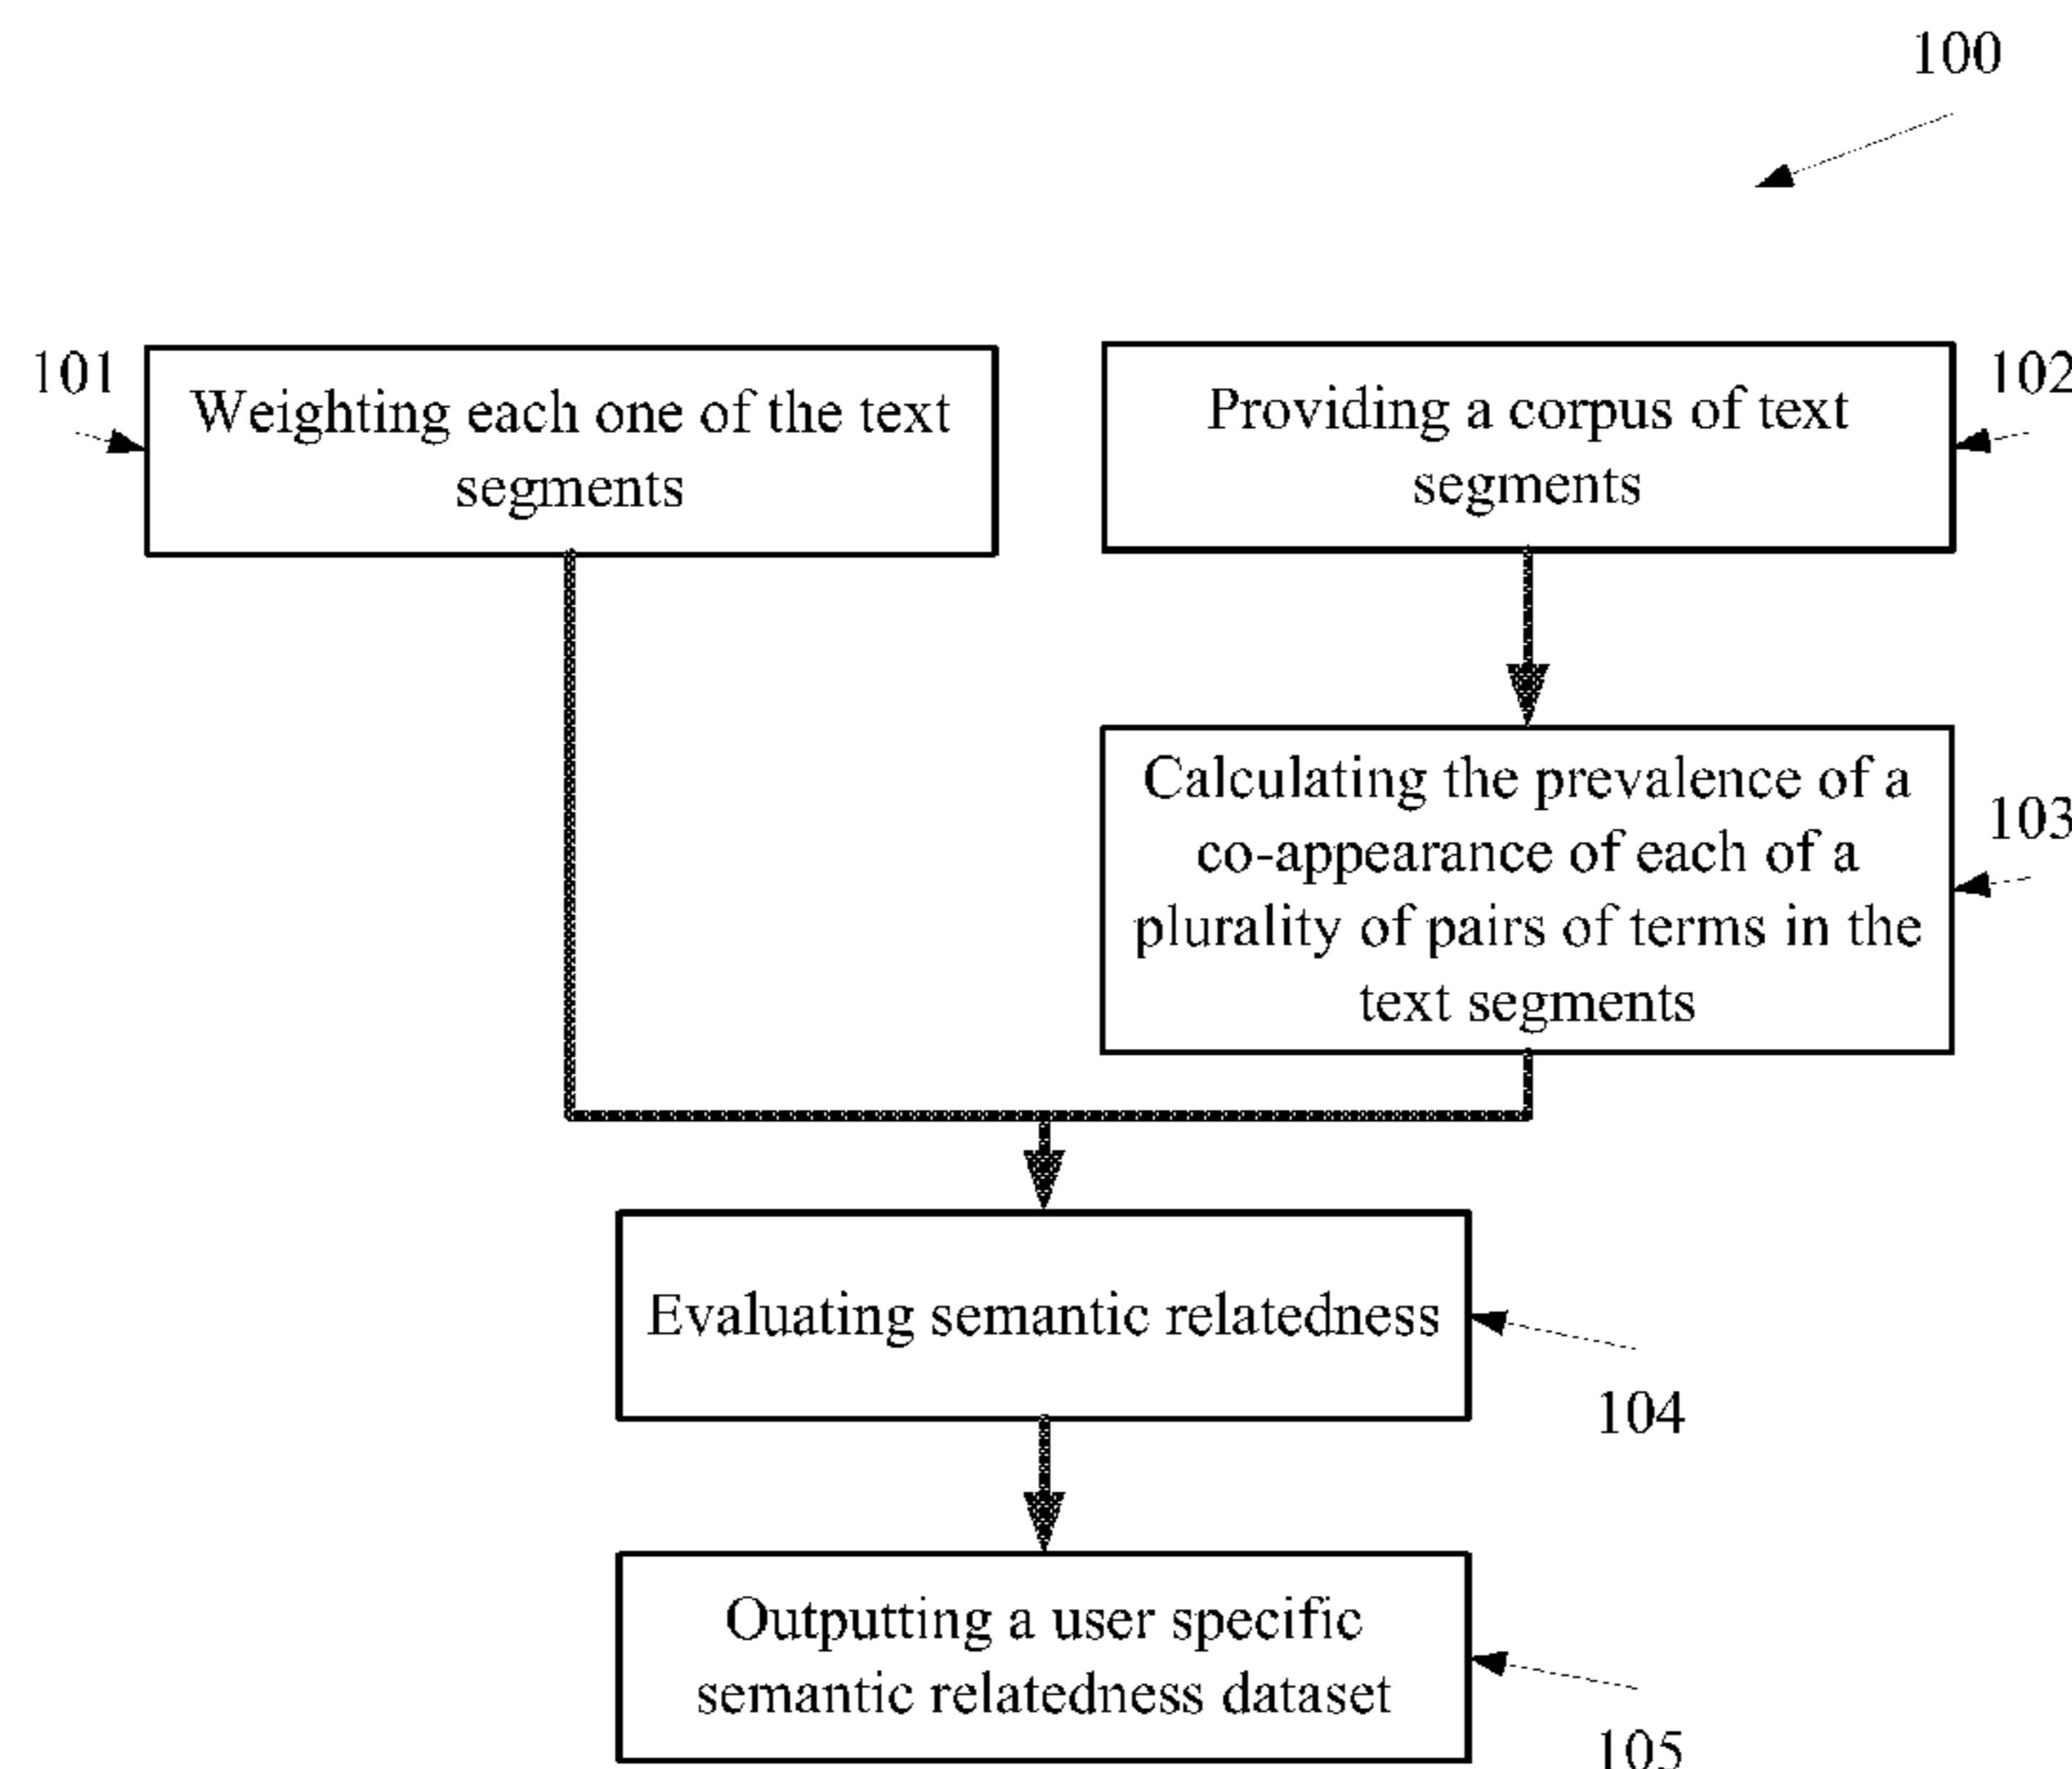 100
101
Weighting each one of the text
segments
Providing a corpus of text
segments
102
Calculating the prevalence of a
co-appearance of each of a
plurality of pairs of terms in the
text segments
103
Evaluating semantic relatedness
104
Outputting a user specific
semantic relatedness dataset
105